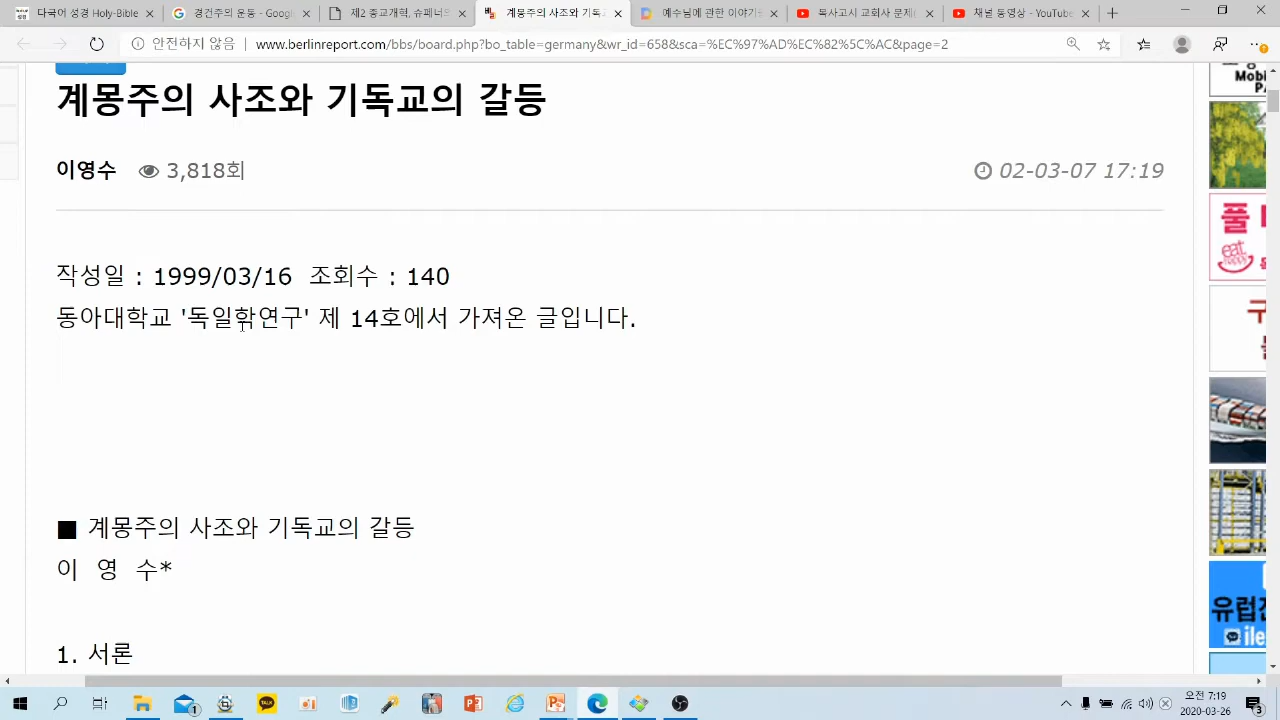 다국어 성경 Holy-Bible
경건주의 운동 - Google
제2 종교개혁, 슈페너의
계몽주의 사조와 기독교
예수님에 관한 이야기
목사고시 교회사 문제
채널 동영상 - YouTube
안전하지 않음 | www.berlinreport.com/bbs/board.php?bo_table=germany&wr_id=658&sca=%EC%97%AD%EC%82%5C%AC&page=2
계몽주의 사조와 기독교의 갈등
이영수 3,818회 02-03-07 17:19
작성일 : 1999/03/16 조회수 : 140
동아대학교 '독일학연구' 제 14호에서 가져온 글입니다.
■ 계몽주의 사조와 기독교의 갈등
이 영 수*
1. 서론
풀
eat
happy
유럽
ile
오전 7:19
2020-03-26